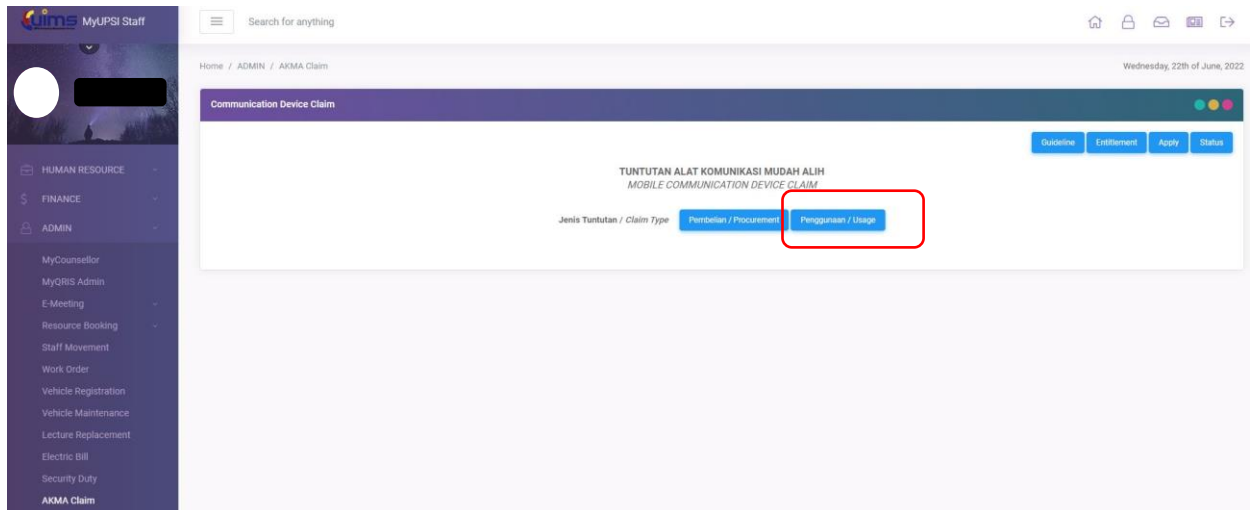 uims MyUPSI Staff
Search for anything
Home / ADMIN / AKMA Claim
Wednesday, 22th of June, 2022
Communication Device Claim
Guideline Entitlement Apply Status
TUNTUTAN ALAT KOMUNIKASI MUDAH ALIH
MOBILE COMMUNICATION DEVICE CLAIM
Jenis Tuntutan / Claim Type Pembelian / Procurement Penggunaan / Usage
HUMAN RESOURCE
FINANCE
ADMIN
MyCounsellor
MyQRIS Admin
E-Meeting
Resource Booking
Staff Movement
Work Order
Vehicle Registration
Vehicle Maintenance
Lecture Replacement
Electric Bill
Security Duty
AKMA Claim